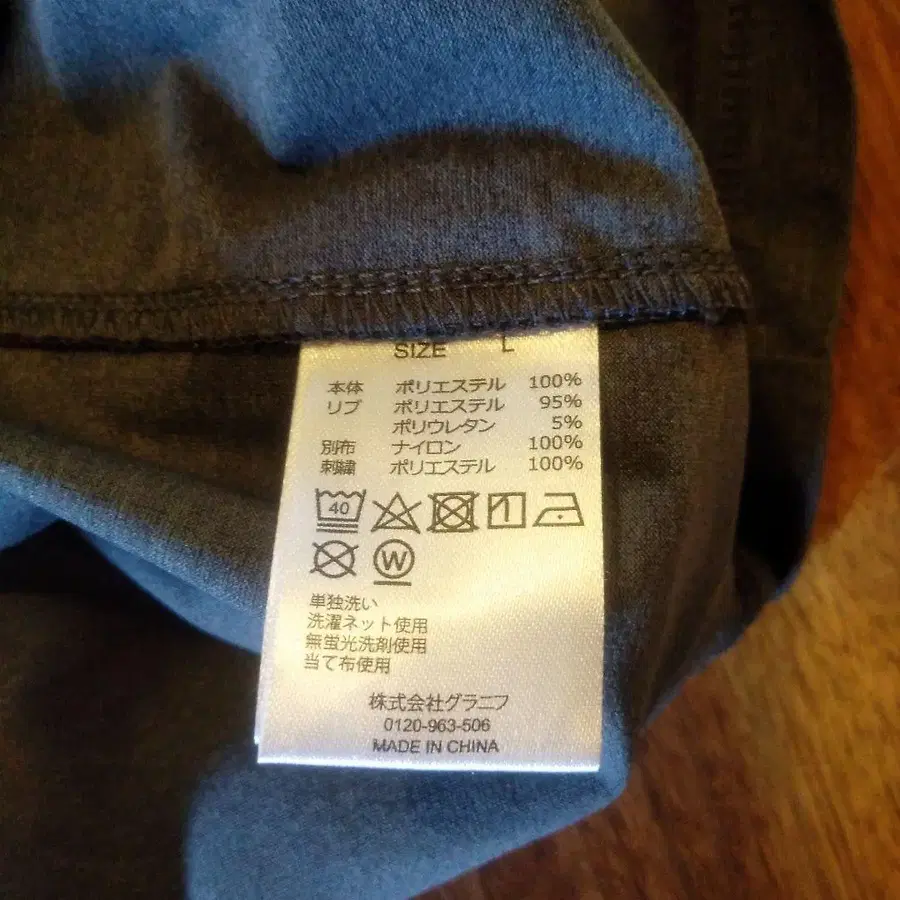 SIZE L
本体 ポリエステル 100%
リブ ポリエステル 95%
ポリウレタン 5%
別布 ナイロン 100%
刺繍 ポリエステル 100%
40
W
単独洗い
洗濯ネット使用
無蛍光洗剤使用
当て布使用
株式会社グラニフ
0120-963-506
MADE IN CHINA